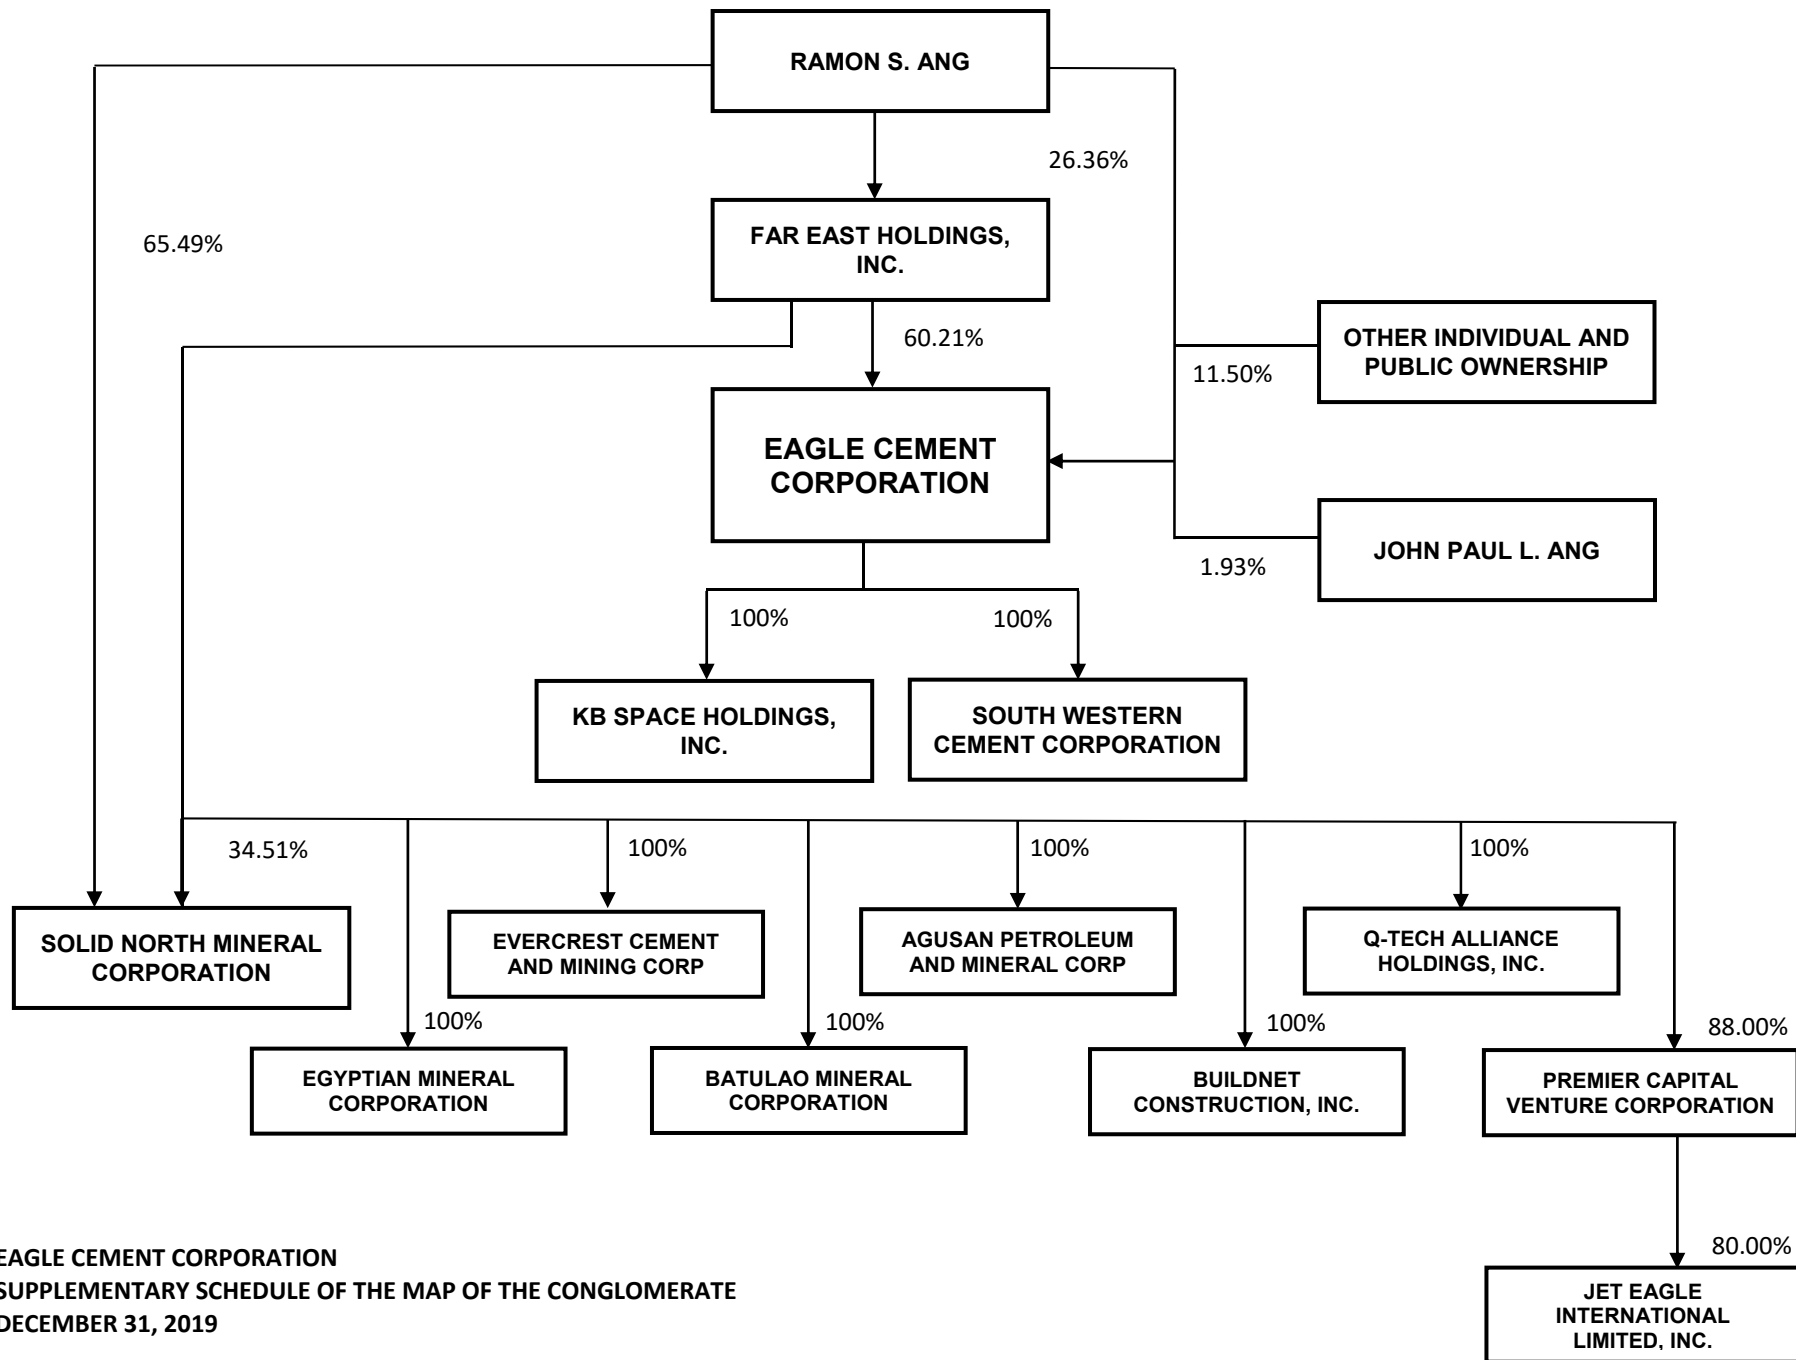 RAMON S. ANG
26.36%
65.49%
FAR EAST HOLDINGS,
INC.
60.21%
OTHER INDIVIDUAL AND
PUBLIC OWNERSHIP
11.50%
EAGLE CEMENT
CORPORATION
JOHN PAUL L. ANG
1.93%
100%
100%
KB SPACE HOLDINGS,
INC.
SOUTH WESTERN
CEMENT CORPORATION
34.51%
100%
100%
100%
SOLID NORTH MINERAL
CORPORATION
EVERCREST CEMENT
AND MINING CORP
AGUSAN PETROLEUM
AND MINERAL CORP
Q-TECH ALLIANCE
HOLDINGS, INC.
100%
100%
100%
88.00%
EGYPTIAN MINERAL
CORPORATION
BATULAO MINERAL
CORPORATION
BUILDNET
CONSTRUCTION, INC.
PREMIER CAPITAL
VENTURE CORPORATION
80.00%
JET EAGLE
INTERNATIONAL
LIMITED, INC.
EAGLE CEMENT CORPORATION
SUPPLEMENTARY SCHEDULE OF THE MAP OF THE CONGLOMERATE
DECEMBER 31, 2019